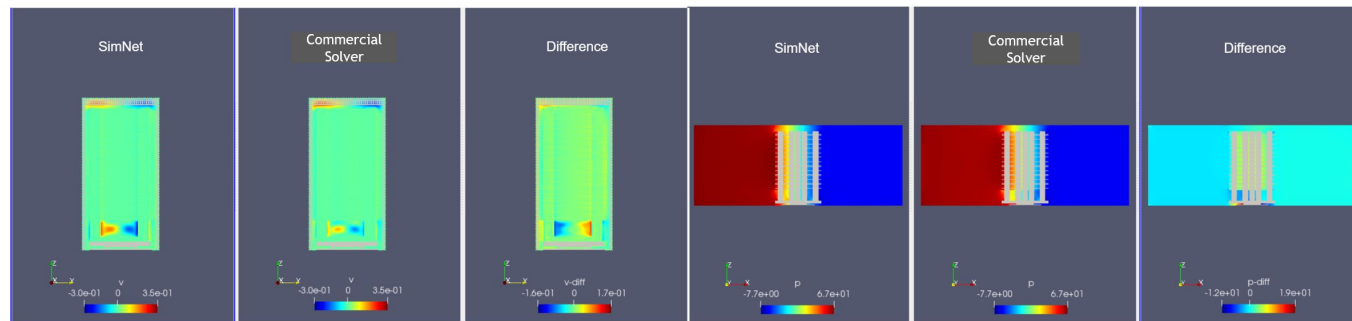 SimNet
Commercial
Solver
Difference
SimNet
Commercial
Solver
Difference
Z
X Y
v
-3.0e-01 0 3.5e-01
Z
X Y
v
-3.0e-01 0 3.5e-01
Z
X Y
v-diff
-1.6e-01 0 1.7e-01
Z
Y X
p
-7.7e+00 6.7e+01
Z
Y X
p
-7.7e+00 6.7e+01
Z
Y X
p-diff
-1.2e+01 0 1.9e+01